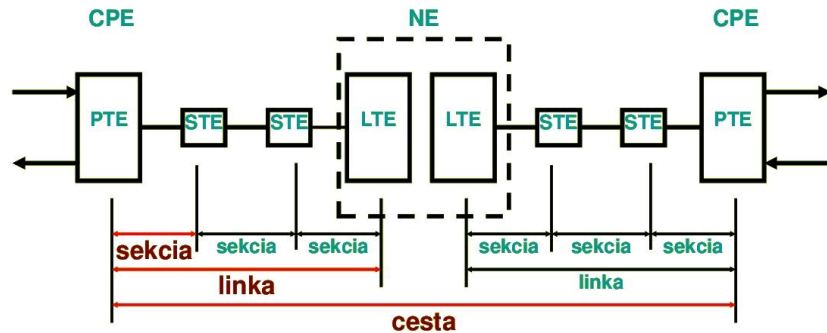 CPE NE CPE
PTE STE STE LTE LTE STE STE PTE
sekcia sekcia sekcia sekcia sekcia sekcia
linka linka
cesta